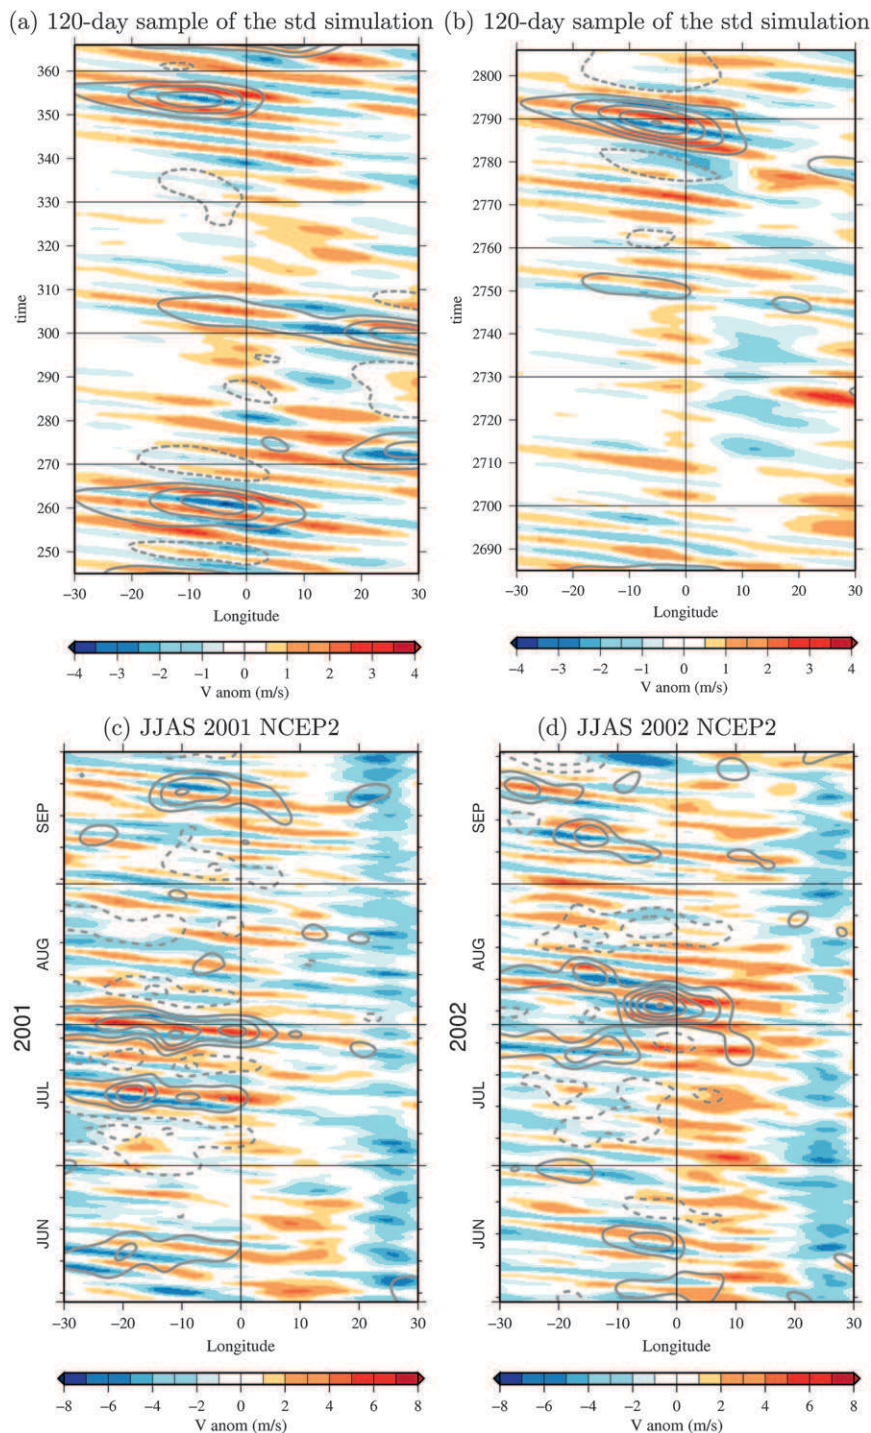 (a) 120-day sample of the std simulation
(b) 120-day sample of the std simulation
time
360
350
340
330
320
310
300
290
280
270
260
250
−30 −20 −10 0 10 20 30
Longitude
−4 −3 −2 −1 0 1 2 3 4
V anom (m/s)
2800
2790
2780
2770
2760
2750
2740
2730
2720
2710
2700
2690
−30 −20 −10 0 10 20 30
Longitude
−4 −3 −2 −1 0 1 2 3 4
V anom (m/s)
(c) JJAS 2001 NCEP2
(d) JJAS 2002 NCEP2
2001
SEP
AUG
JUL
JUN
−30 −20 −10 0 10 20 30
Longitude
−8 −6 −4 −2 0 2 4 6 8
V anom (m/s)
2002
SEP
AUG
JUL
JUN
−30 −20 −10 0 10 20 30
Longitude
−8 −6 −4 −2 0 2 4 6 8
V anom (m/s)